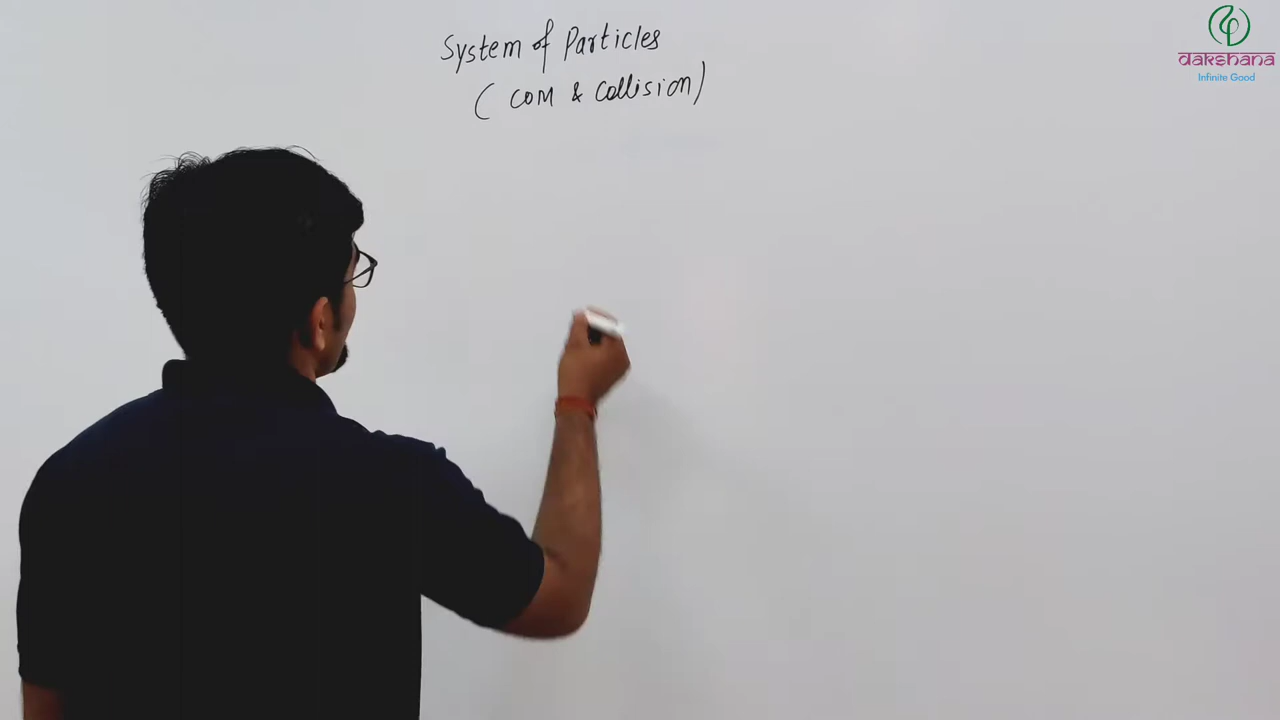 System of Particles
( COM & Collision)
dakshana
Infinite Good